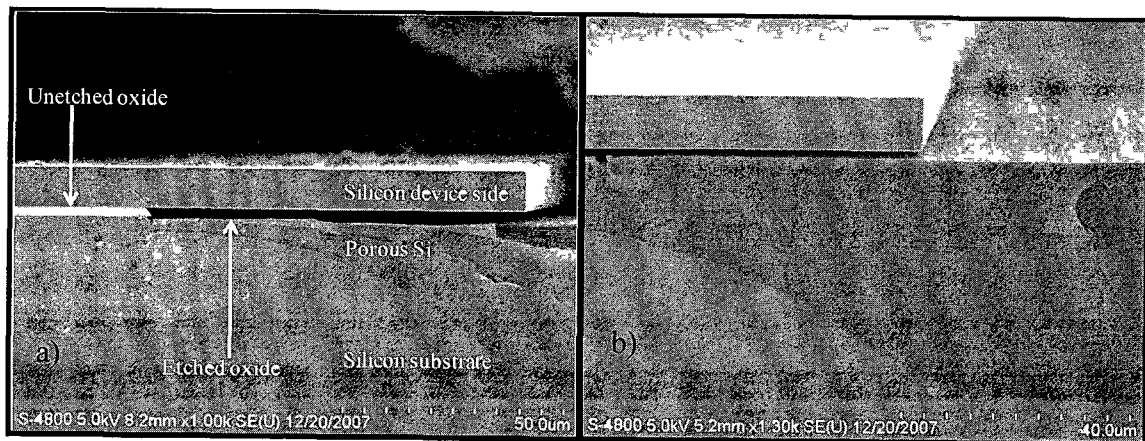 Unetched oxide
Silicon device side
Porous Si
a)
Etched oxide
Silicon substrate
S-4800 5.0kV 8.2mm x1.00k SE(U) 12/20/2007
50.0um
b)
S-4800 5.0kV 5.2mm x1.30k SE(U) 12/20/2007
40.0um